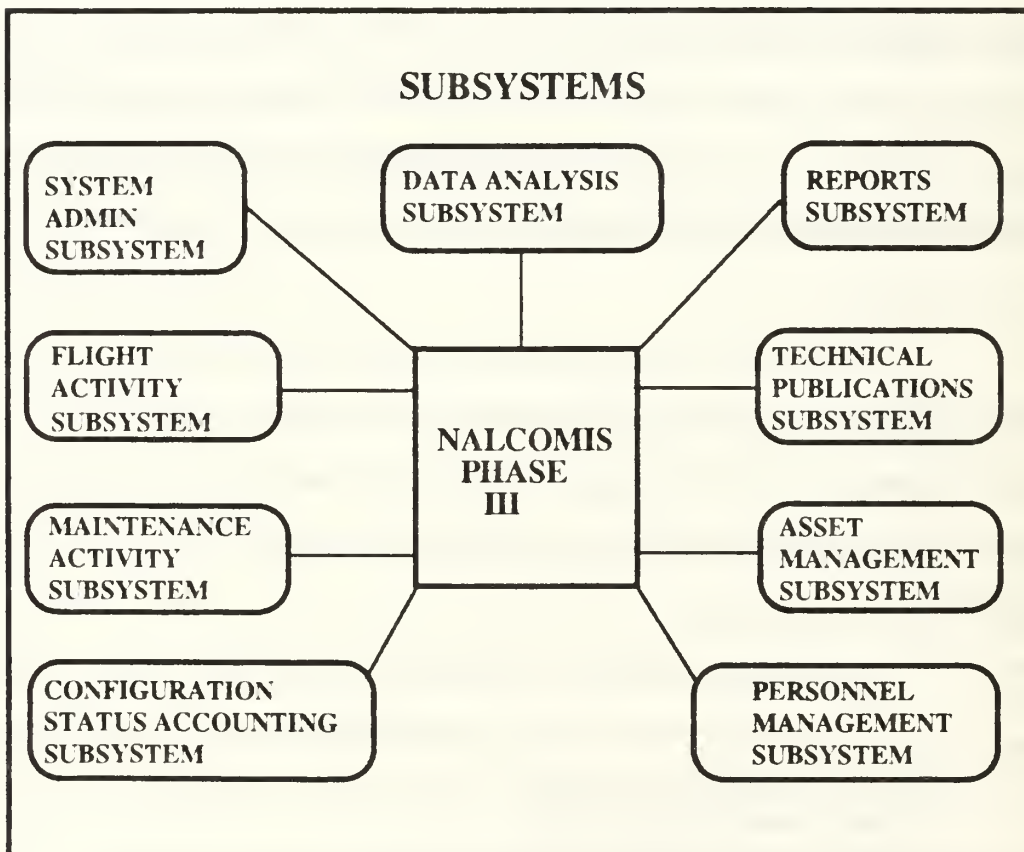 SUBSYSTEMS
SYSTEM
ADMIN
SUBSYSTEM
DATA ANALYSIS
SUBSYSTEM
REPORTS
SUBSYSTEM
FLIGHT
ACTIVITY
SUBSYSTEM
TECHNICAL
PUBLICATIONS
SUBSYSTEM
NALCOMIS
PHASE
III
MAINTENANCE
ACTIVITY
SUBSYSTEM
ASSET
MANAGEMENT
SUBSYSTEM
CONFIGURATION
STATUS ACCOUNTING
SUBSYSTEM
PERSONNEL
MANAGEMENT
SUBSYSTEM